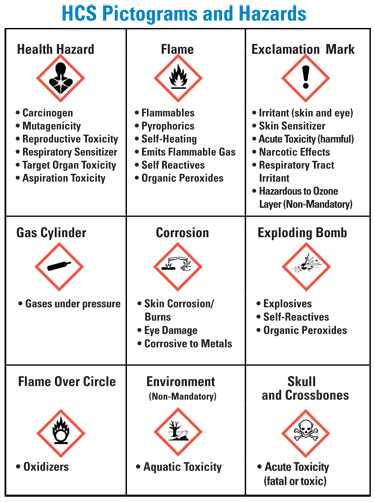 HCS Pictograms and Hazards
Health Hazard
• Carcinogen
• Mutagenicity
• Reproductive Toxicity
• Respiratory Sensitizer
• Target Organ Toxicity
• Aspiration Toxicity
Flame
• Flammables
• Pyrophorics
• Self-Heating
• Emits Flammable Gas
• Self Reactives
• Organic Peroxides
Exclamation Mark
• Irritant (skin and eye)
• Skin Sensitizer
• Acute Toxicity (harmful)
• Narcotic Effects
• Respiratory Tract
Irritant
• Hazardous to Ozone
Layer (Non-Mandatory)
Gas Cylinder
• Gases under pressure
Corrosion
• Skin Corrosion/
Burns
• Eye Damage
• Corrosive to Metals
Exploding Bomb
• Explosives
• Self-Reactives
• Organic Peroxides
Flame Over Circle
• Oxidizers
Environment
(Non-Mandatory)
• Aquatic Toxicity
Skull
and Crossbones
• Acute Toxicity
(fatal or toxic)